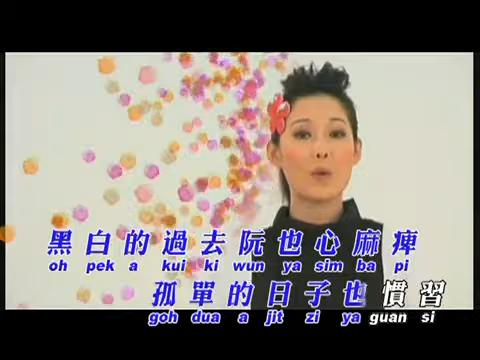 黑白的過去阮也心麻痺
oh pek a kui ki wun ya sim ba pi
孤單的日子也慣習
goh dua a jit zi ya guan si